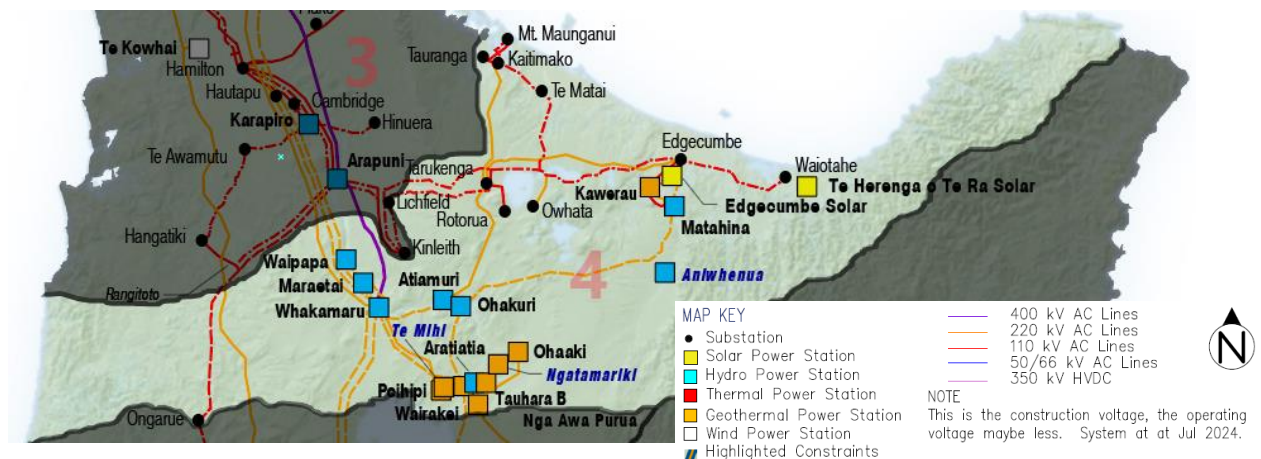 Mt. Maunganui
Te Kowhai
3
Tauranga
Kaitimako
Hamilton
Hautapu
Cambridge
Te Matai
Karapiro
Hinuera
Te Awamutu
Arapuni
Edgecumbe
Tarukenga
Waiotahe
Kawerau
Te Herenga o Te Ra Solar
Lichfield
Rotorua
Owhata
Edgecumbe Solar
Matahina
Hangatiki
Kinleith
Waipapa
Atiamuri
4
Aniwhenua
Rangitoto
Maraetai
Whakamaru
Ohakuri
Te Mihi
Aratiatia
Ohaaki
Ngatamariki
Poihipi
Tauhara B
Wairakei
Nga Awa Purua
Ongarue
MAP KEY
Substation
Solar Power Station
Hydro Power Station
Thermal Power Station
Geothermal Power Station
Wind Power Station
Highlighted Constraints
400 kV AC Lines
220 kV AC Lines
110 kV AC Lines
50/66 kV AC Lines
350 kV HVDC
NOTE
This is the construction voltage, the operating
voltage maybe less. System at at Jul 2024.
N